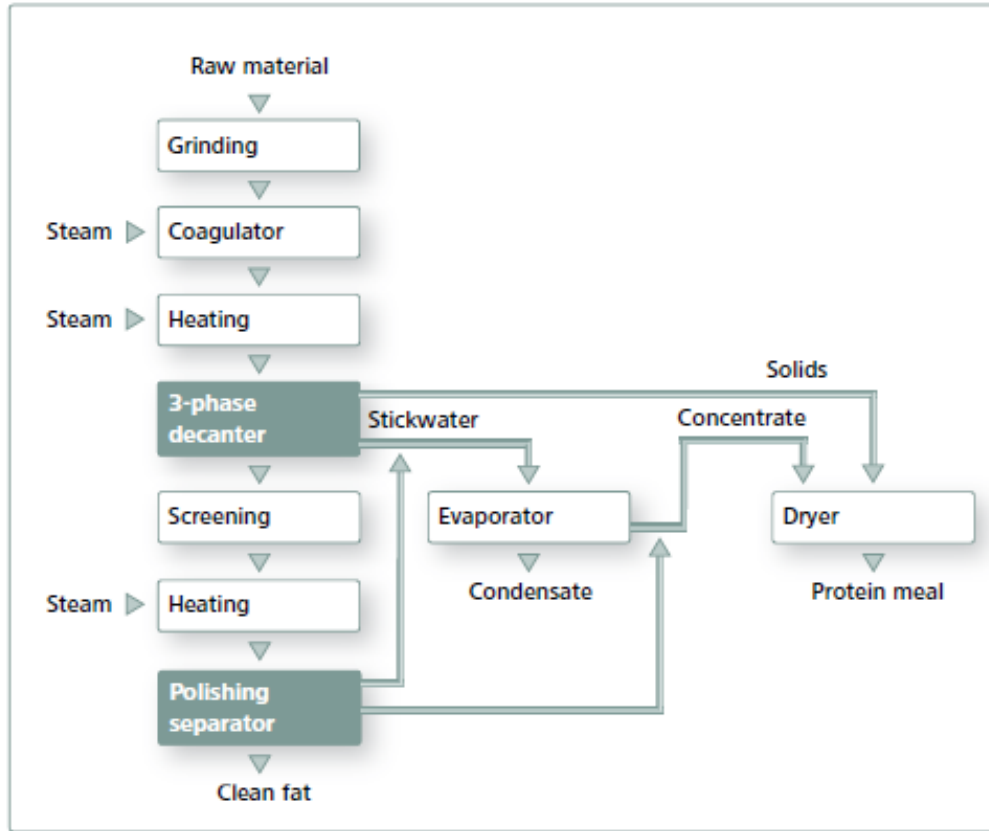 Raw material
Grinding
Steam
Coagulator
Steam
Heating
Solids
3-phase
decanter
Stickwater
Concentrate
Screening
Evaporator
Dryer
Steam
Heating
Condensate
Protein meal
Polishing
separator
Clean fat